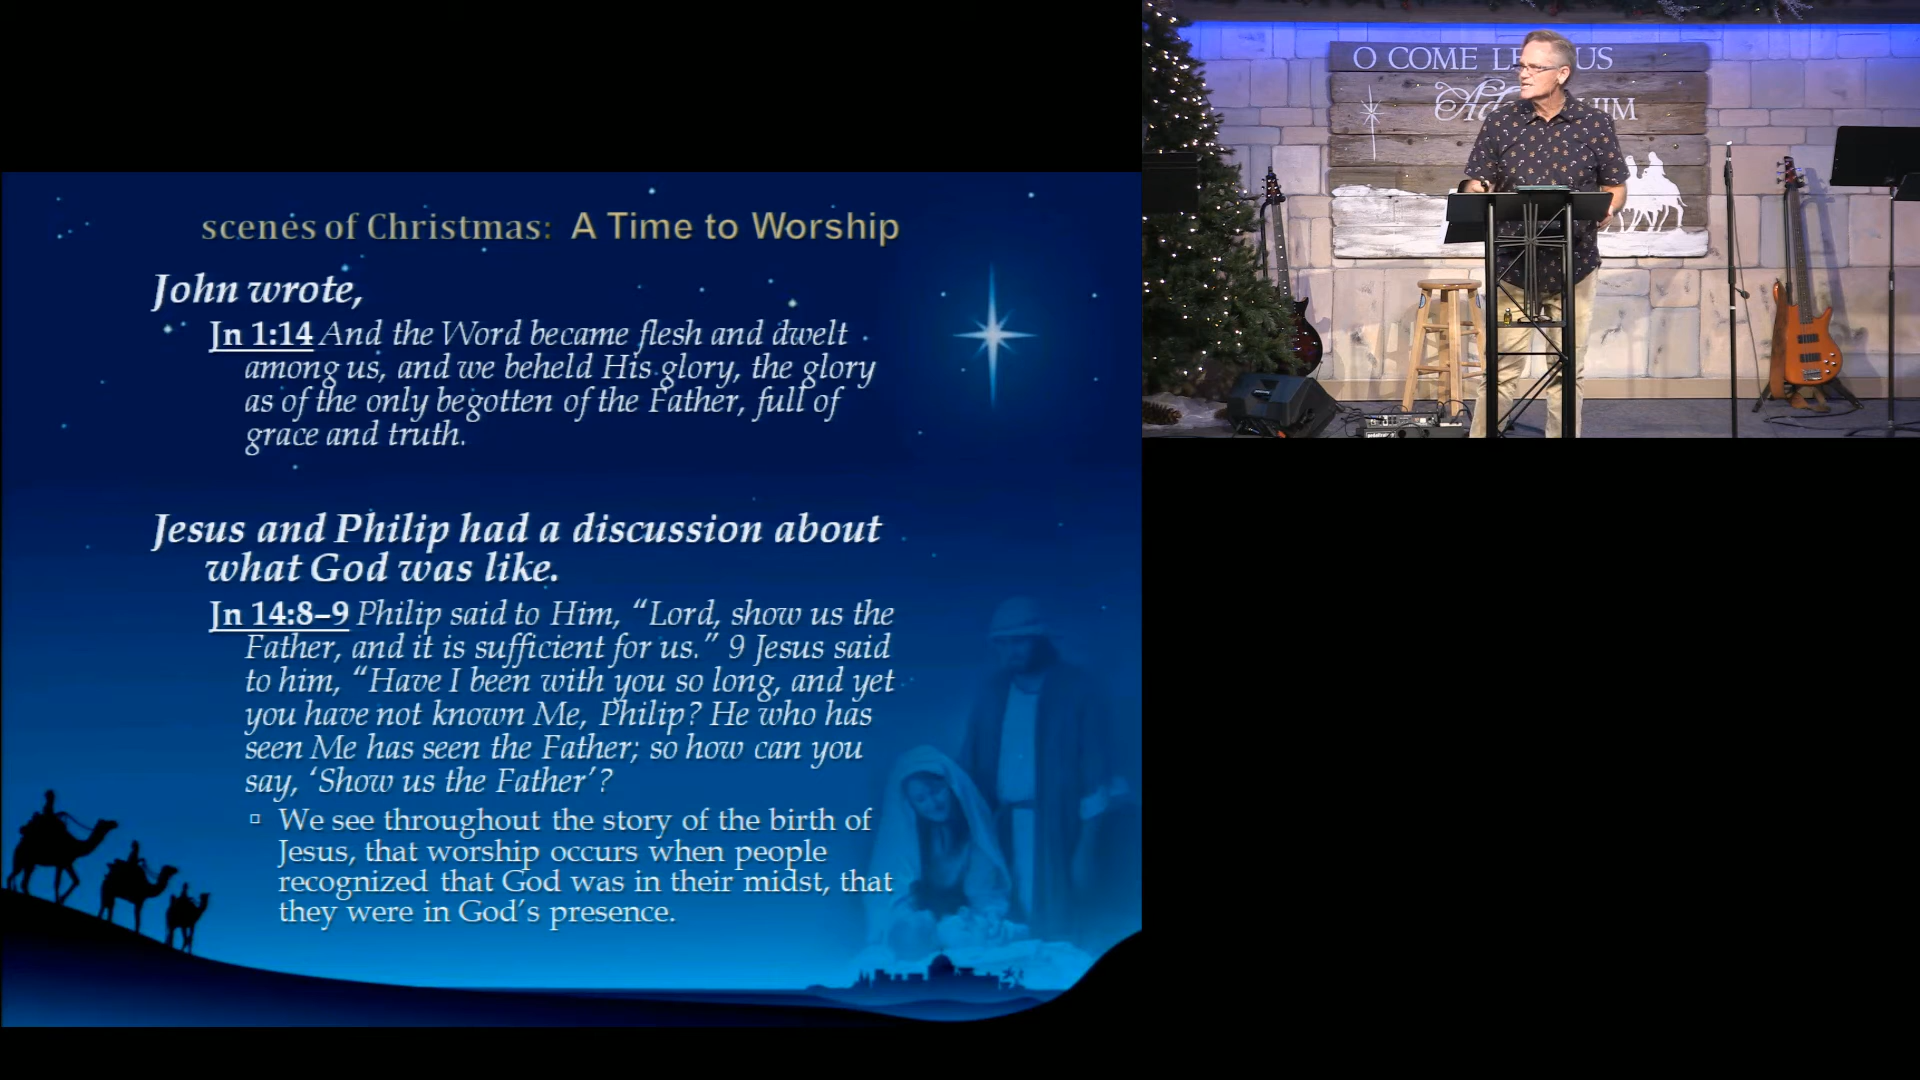 scenes of Christmas: A Time to Worship
John wrote,
Jn 1:14 And the Word became flesh and dwelt
among us, and we beheld His glory, the glory
as of the only begotten of the Father, full of
grace and truth.
Jesus and Philip had a discussion about
what God was like.
Jn 14:8–9 Philip said to Him, “Lord, show us the
Father, and it is sufficient for us.” 9 Jesus said
to him, “Have I been with you so long, and yet
you have not known Me, Philip? He who has
seen Me has seen the Father; so how can you
say, ‘Show us the Father’?
▫ We see throughout the story of the birth of
Jesus, that worship occurs when people
recognized that God was in their midst, that
they were in God’s presence.
O COME LE US
Ad HIM